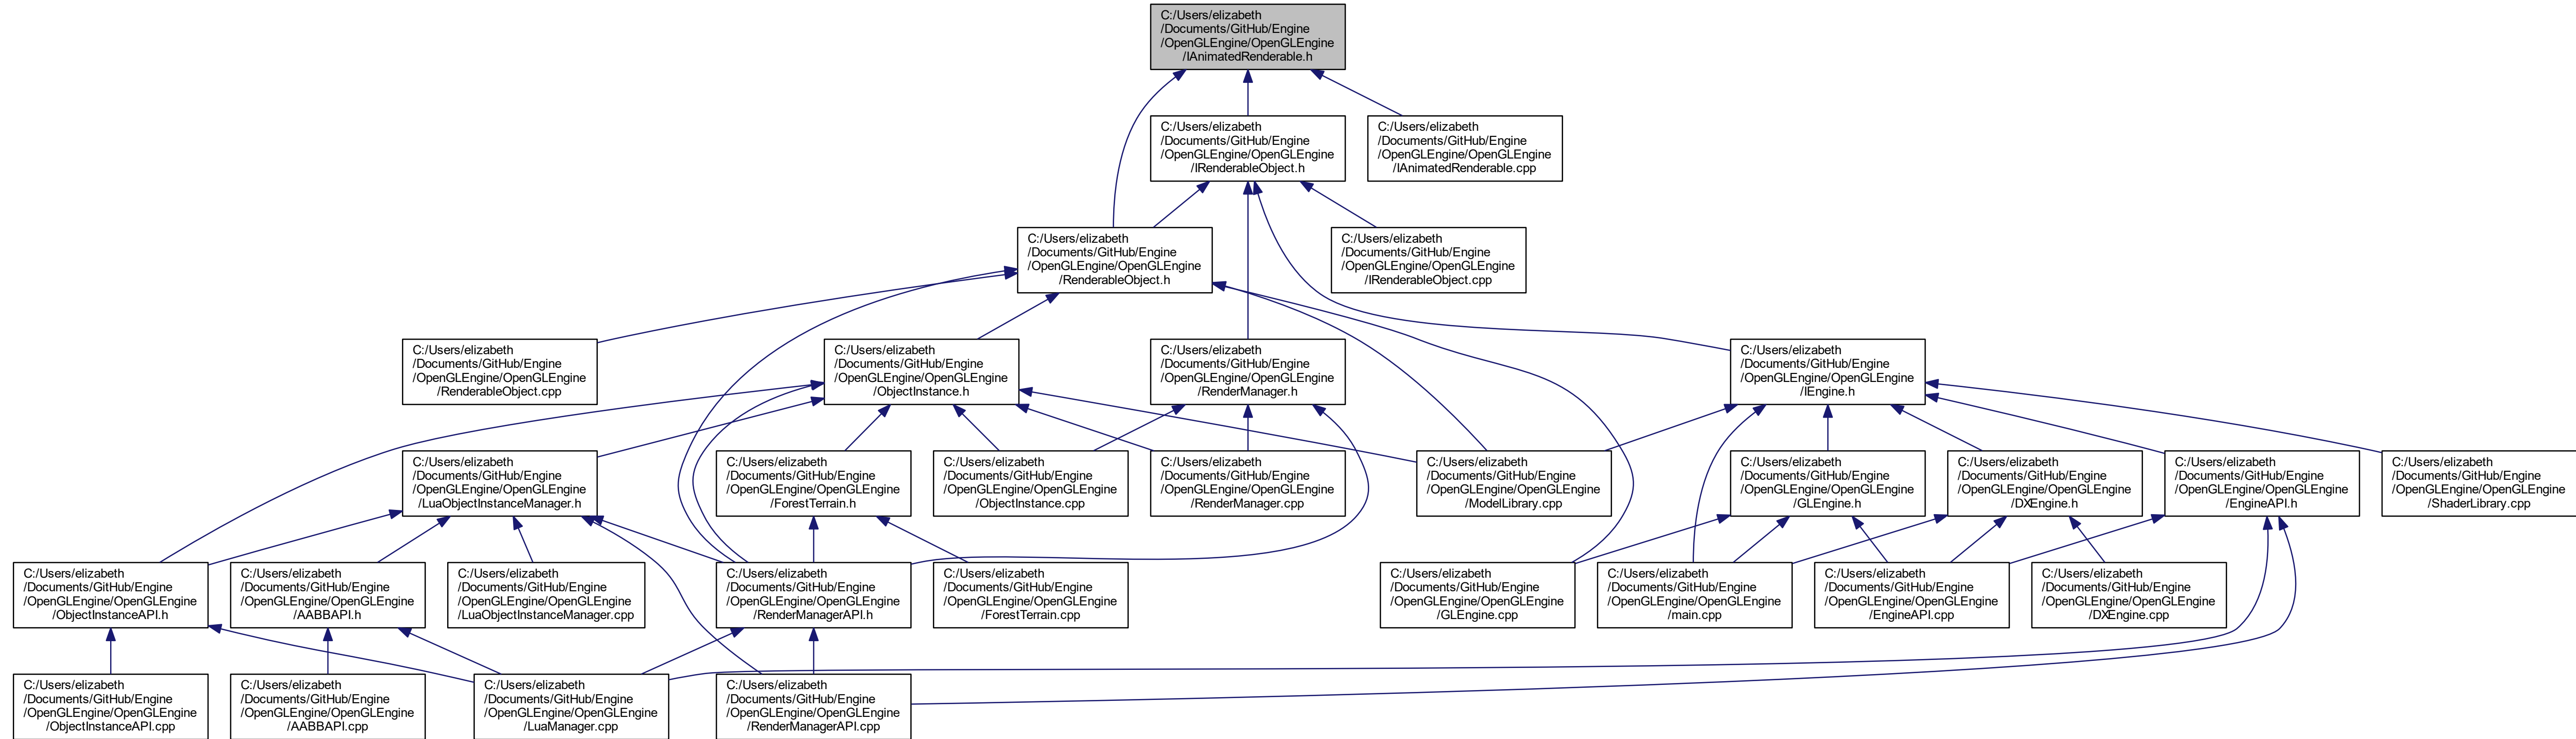 C:/Users/elizabeth
/Documents/GitHub/Engine
/OpenGLEngine/OpenGLEngine
/IAnimatedRenderable.h
C:/Users/elizabeth
/Documents/GitHub/Engine
/OpenGLEngine/OpenGLEngine
/IRenderableObject.h
C:/Users/elizabeth
/Documents/GitHub/Engine
/OpenGLEngine/OpenGLEngine
/IAnimatedRenderable.cpp
C:/Users/elizabeth
/Documents/GitHub/Engine
/OpenGLEngine/OpenGLEngine
/RenderableObject.h
C:/Users/elizabeth
/Documents/GitHub/Engine
/OpenGLEngine/OpenGLEngine
/IRenderableObject.cpp
C:/Users/elizabeth
/Documents/GitHub/Engine
/OpenGLEngine/OpenGLEngine
/RenderableObject.cpp
C:/Users/elizabeth
/Documents/GitHub/Engine
/OpenGLEngine/OpenGLEngine
/ObjectInstance.h
C:/Users/elizabeth
/Documents/GitHub/Engine
/OpenGLEngine/OpenGLEngine
/RenderManager.h
C:/Users/elizabeth
/Documents/GitHub/Engine
/OpenGLEngine/OpenGLEngine
/IEngine.h
C:/Users/elizabeth
/Documents/GitHub/Engine
/OpenGLEngine/OpenGLEngine
/LuaObjectInstanceManager.h
C:/Users/elizabeth
/Documents/GitHub/Engine
/OpenGLEngine/OpenGLEngine
/ForestTerrain.h
C:/Users/elizabeth
/Documents/GitHub/Engine
/OpenGLEngine/OpenGLEngine
/ObjectInstance.cpp
C:/Users/elizabeth
/Documents/GitHub/Engine
/OpenGLEngine/OpenGLEngine
/RenderManager.cpp
C:/Users/elizabeth
/Documents/GitHub/Engine
/OpenGLEngine/OpenGLEngine
/ModelLibrary.cpp
C:/Users/elizabeth
/Documents/GitHub/Engine
/OpenGLEngine/OpenGLEngine
/GLEngine.h
C:/Users/elizabeth
/Documents/GitHub/Engine
/OpenGLEngine/OpenGLEngine
/DXEngine.h
C:/Users/elizabeth
/Documents/GitHub/Engine
/OpenGLEngine/OpenGLEngine
/EngineAPI.h
C:/Users/elizabeth
/Documents/GitHub/Engine
/OpenGLEngine/OpenGLEngine
/ShaderLibrary.cpp
C:/Users/elizabeth
/Documents/GitHub/Engine
/OpenGLEngine/OpenGLEngine
/ObjectInstanceAPI.h
C:/Users/elizabeth
/Documents/GitHub/Engine
/OpenGLEngine/OpenGLEngine
/AABBAPI.h
C:/Users/elizabeth
/Documents/GitHub/Engine
/OpenGLEngine/OpenGLEngine
/LuaObjectInstanceManager.cpp
C:/Users/elizabeth
/Documents/GitHub/Engine
/OpenGLEngine/OpenGLEngine
/RenderManagerAPI.h
C:/Users/elizabeth
/Documents/GitHub/Engine
/OpenGLEngine/OpenGLEngine
/ForestTerrain.cpp
C:/Users/elizabeth
/Documents/GitHub/Engine
/OpenGLEngine/OpenGLEngine
/GLEngine.cpp
C:/Users/elizabeth
/Documents/GitHub/Engine
/OpenGLEngine/OpenGLEngine
/main.cpp
C:/Users/elizabeth
/Documents/GitHub/Engine
/OpenGLEngine/OpenGLEngine
/EngineAPI.cpp
C:/Users/elizabeth
/Documents/GitHub/Engine
/OpenGLEngine/OpenGLEngine
/DXEngine.cpp
C:/Users/elizabeth
/Documents/GitHub/Engine
/OpenGLEngine/OpenGLEngine
/ObjectInstanceAPI.cpp
C:/Users/elizabeth
/Documents/GitHub/Engine
/OpenGLEngine/OpenGLEngine
/AABBAPI.cpp
C:/Users/elizabeth
/Documents/GitHub/Engine
/OpenGLEngine/OpenGLEngine
/LuaManager.cpp
C:/Users/elizabeth
/Documents/GitHub/Engine
/OpenGLEngine/OpenGLEngine
/RenderManagerAPI.cpp